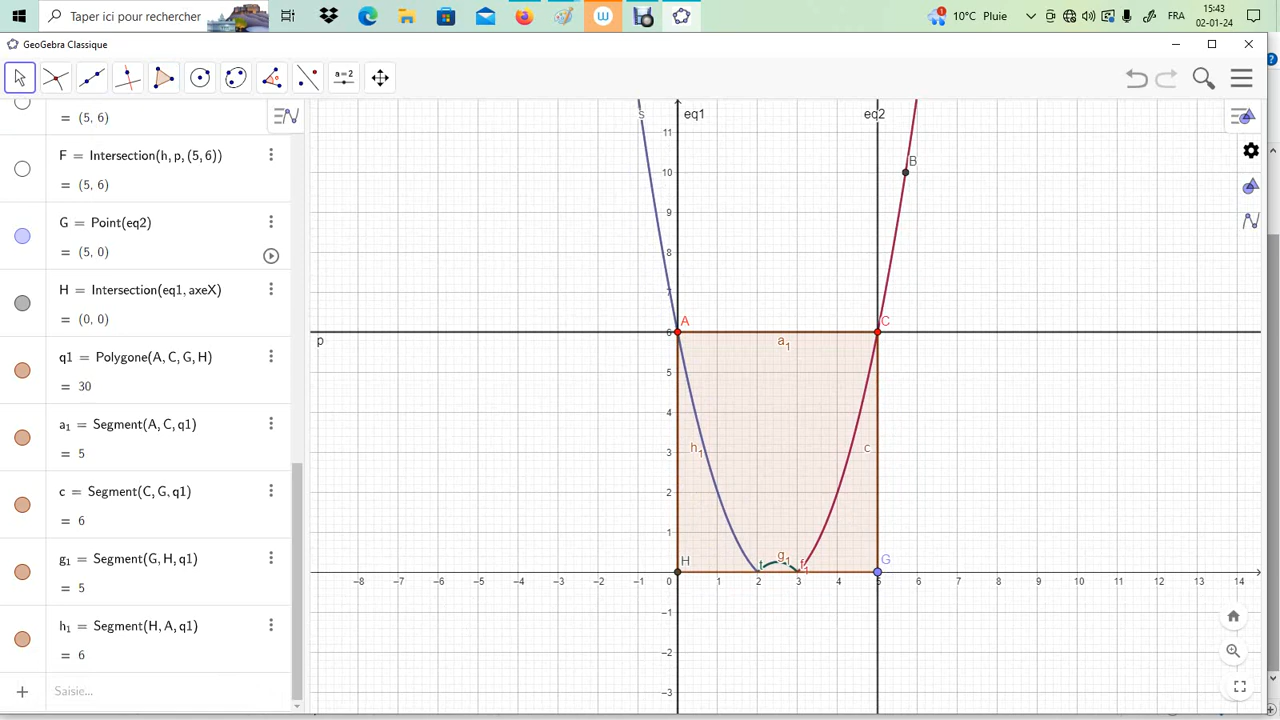 Taper ici pour rechercher
W
10°C Pluie
FRA
15:43
02-01-24
GeoGebra Classique
a=2
= (5, 6)
F = Intersection(h, p, (5, 6))
= (5, 6)
G = Point(eq2)
= (5, 0)
H = Intersection(eq1, axeX)
= (0, 0)
q1 = Polygone(A, C, G, H)
= 30
a₁ = Segment(A, C, q1)
= 5
c = Segment(C, G, q1)
= 6
g₁ = Segment(G, H, q1)
= 5
h₁ = Segment(H, A, q1)
= 6
+ Saisie...
s eq1 eq2
11
B
10
9
8
7
A C
6
p
a₁
5
4
h₁ c
3
2
1
H t g₁ f₁ G
-8 -7 -6 -5 -4 -3 -2 -1 0 1 2 3 4 5 6 7 8 9 10 11 12 13 14
-1
-2
-3